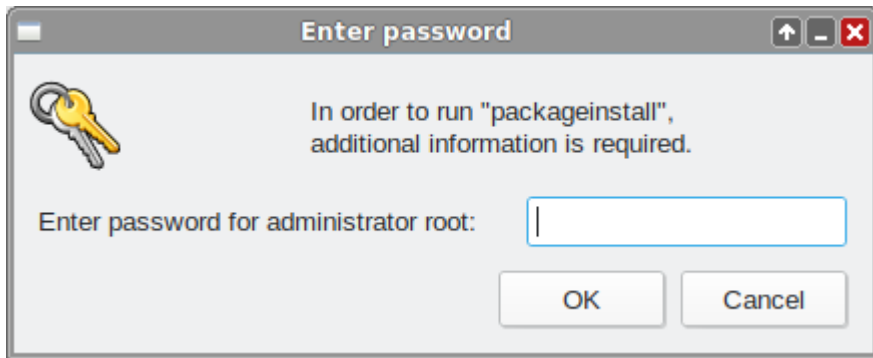 Enter password
In order to run "packageinstall",
additional information is required.
Enter password for administrator root:
OK Cancel